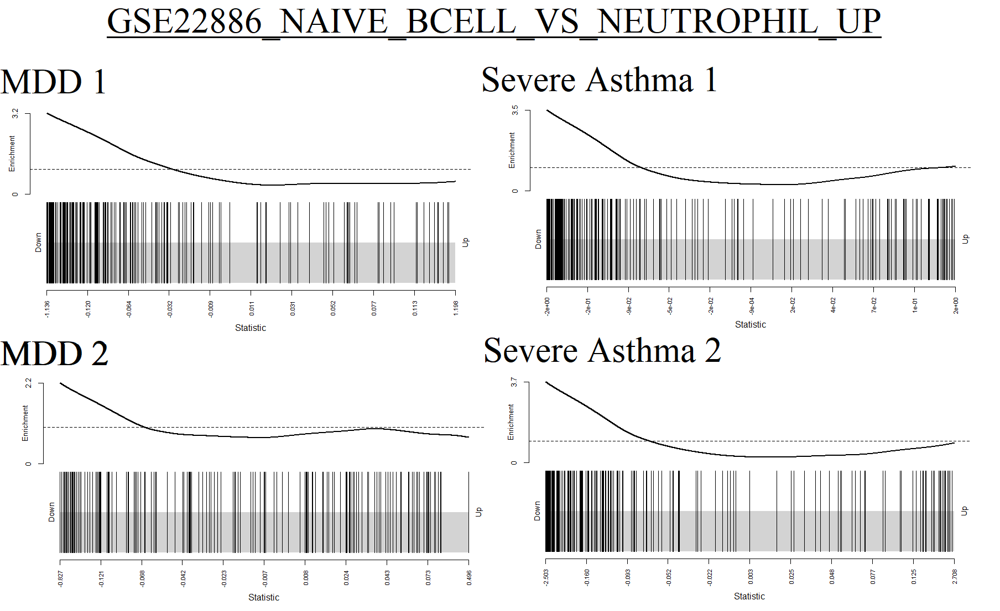 GSE22886_NAIVE_BCELL_VS_NEUTROPHIL_UP
MDD 1
3.2
Enrichment
0
Down
Up
-1.136 -0.120 -0.064 -0.032 -0.009 0.011 0.031 0.052 0.077 0.113 1.198
Statistic
Severe Asthma 1
3.5
Enrichment
0
Down
Up
-2e+00 -2e-01 -9e-02 -5e-02 -2e-02 -9e-04 2e-02 4e-02 7e-02 1e-01 2e+00
Statistic
MDD 2
2.2
Enrichment
0
Down
Up
-0.827 -0.121 -0.068 -0.042 -0.023 -0.007 0.008 0.024 0.043 0.073 0.496
Statistic
Severe Asthma 2
3.7
Enrichment
0
Down
Up
-2.503 -0.160 -0.093 -0.052 -0.022 0.003 0.025 0.048 0.077 0.125 2.708
Statistic